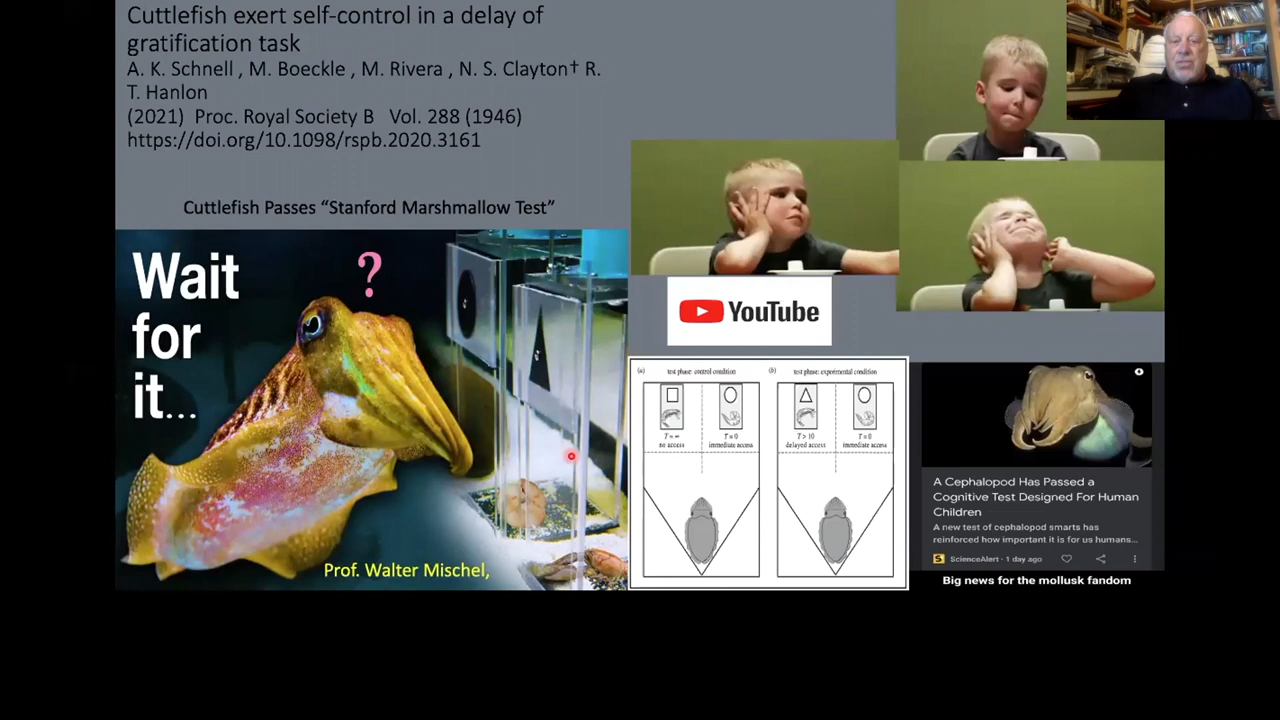 Cuttlefish exert self-control in a delay of
gratification task
A. K. Schnell , M. Boeckle , M. Rivera , N. S. Clayton† R.
T. Hanlon
(2021) Proc. Royal Society B Vol. 288 (1946)
https://doi.org/10.1098/rspb.2020.3161
Cuttlefish Passes “Stanford Marshmallow Test”
Wait
for
it...
?
Prof. Walter Mischel,
YouTube
(a) test phase: control condition
(b) test phase: experimental condition
T = ∞
no access
T = 0
immediate access
T > 10
delayed access
T = 0
immediate access
A Cephalopod Has Passed a
Cognitive Test Designed For Human
Children
A new test of cephalopod smarts has
reinforced how important it is for us humans...
ScienceAlert · 1 day ago
Big news for the mollusk fandom